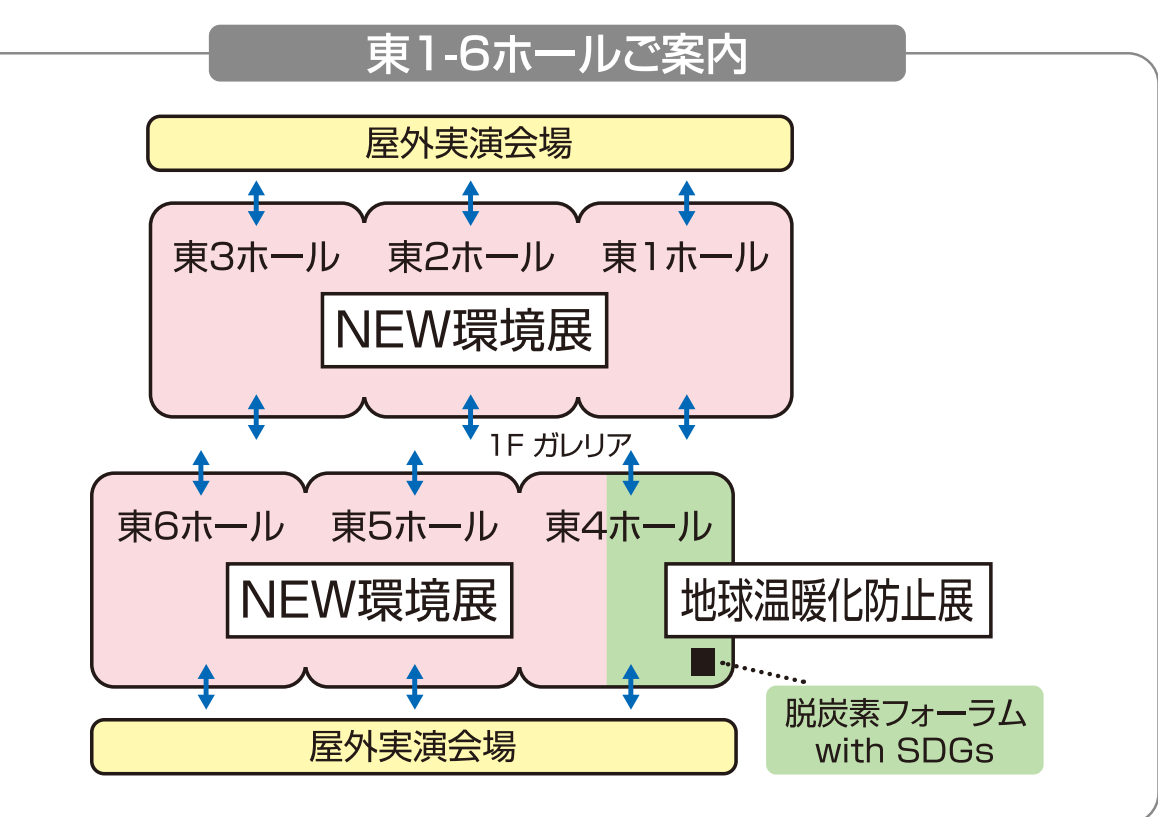 東1-6ホールご案内
屋外実演会場
東3ホール 東2ホール 東1ホール
NEW環境展
1F ガレリア
東6ホール 東5ホール 東4ホール
NEW環境展 地球温暖化防止展
脱炭素フォーラム
with SDGs
屋外実演会場